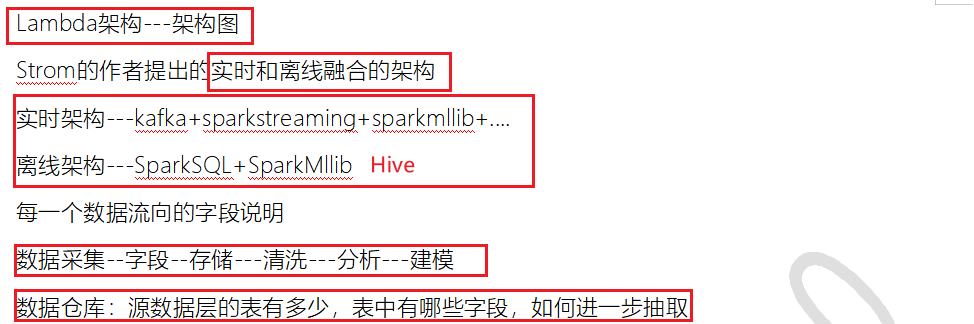 Lambda架构---架构图
Strom的作者提出的实时和离线融合的架构
实时架构---kafka+sparkstreaming+sparkmllib+....
离线架构---SparkSQL+SparkMllib Hive
每一个数据流向的字段说明
数据采集--字段--存储---清洗---分析---建模
数据仓库：源数据层的表有多少，表中有哪些字段，如何进一步抽取